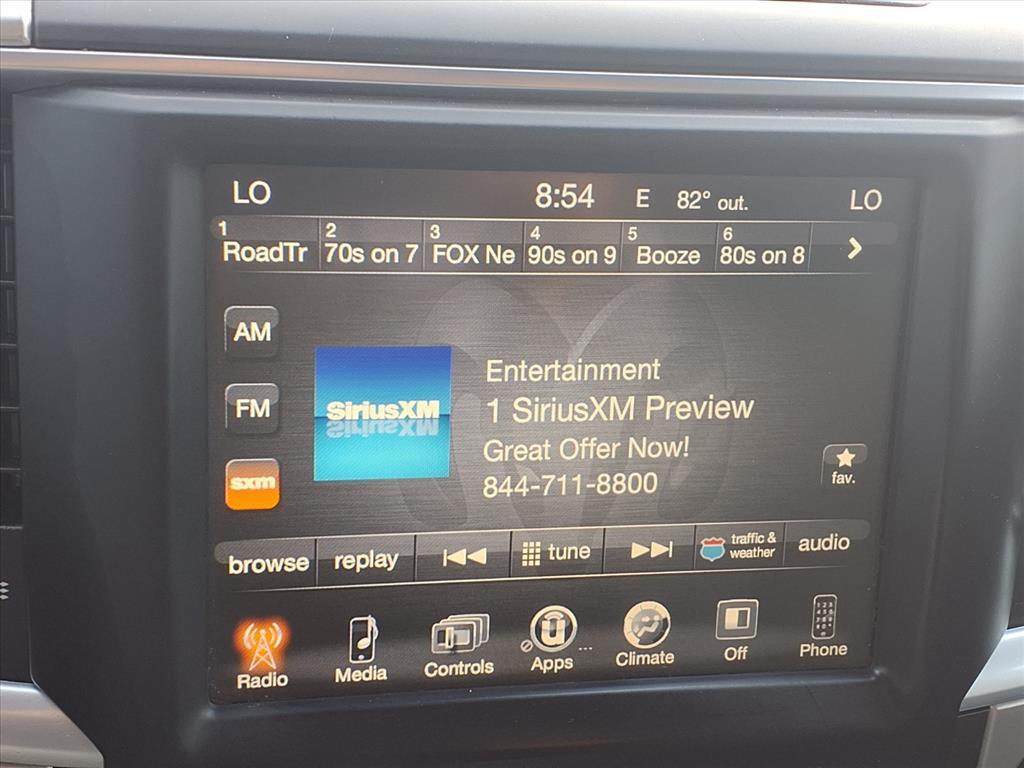 LO 8:54 E 82° out. LO
1 2 3 4 5 6
RoadTr 70s on 7 FOX Ne 90s on 9 Booze 80s on 8
AM
FM
sxm
SiriusXM
Entertainment
1 SiriusXM Preview
Great Offer Now!
844-711-8800
fav.
browse replay tune traffic & weather audio
Radio Media Controls Apps Climate Off Phone